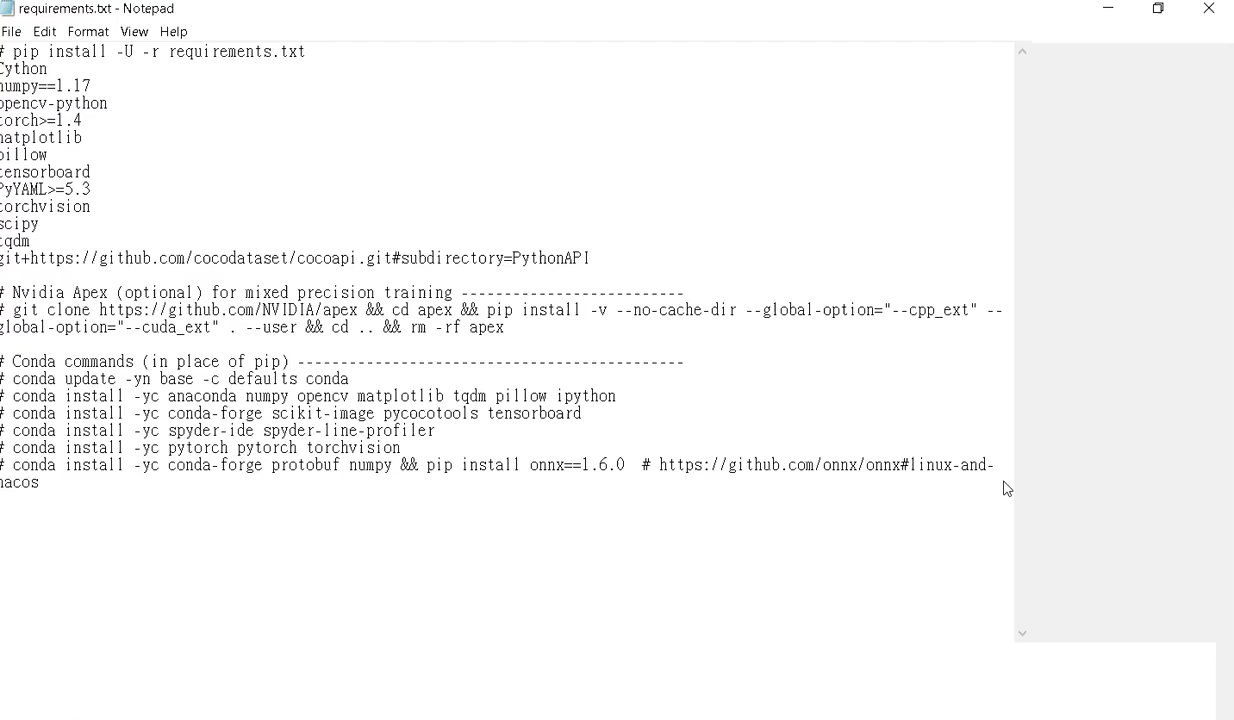 requirements.txt - Notepad
File Edit Format View Help
# pip install -U -r requirements.txt
Cython
numpy==1.17
opencv-python
torch>=1.4
matplotlib
pillow
tensorboard
PyYAML>=5.3
torchvision
scipy
tqdm
git+https://github.com/cocodataset/cocoapi.git#subdirectory=PythonAPI
# Nvidia Apex (optional) for mixed precision training --------------------------
# git clone https://github.com/NVIDIA/apex && cd apex && pip install -v --no-cache-dir --global-option="--cpp_ext" --
global-option="--cuda_ext" . --user && cd .. && rm -rf apex
# Conda commands (in place of pip) ---------------------------------------------
# conda update -yn base -c defaults conda
# conda install -yc anaconda numpy opencv matplotlib tqdm pillow ipython
# conda install -yc conda-forge scikit-image pycocotools tensorboard
# conda install -yc spyder-ide spyder-line-profiler
# conda install -yc pytorch pytorch torchvision
# conda install -yc conda-forge protobuf numpy && pip install onnx==1.6.0 # https://github.com/onnx/onnx#linux-and-
macos